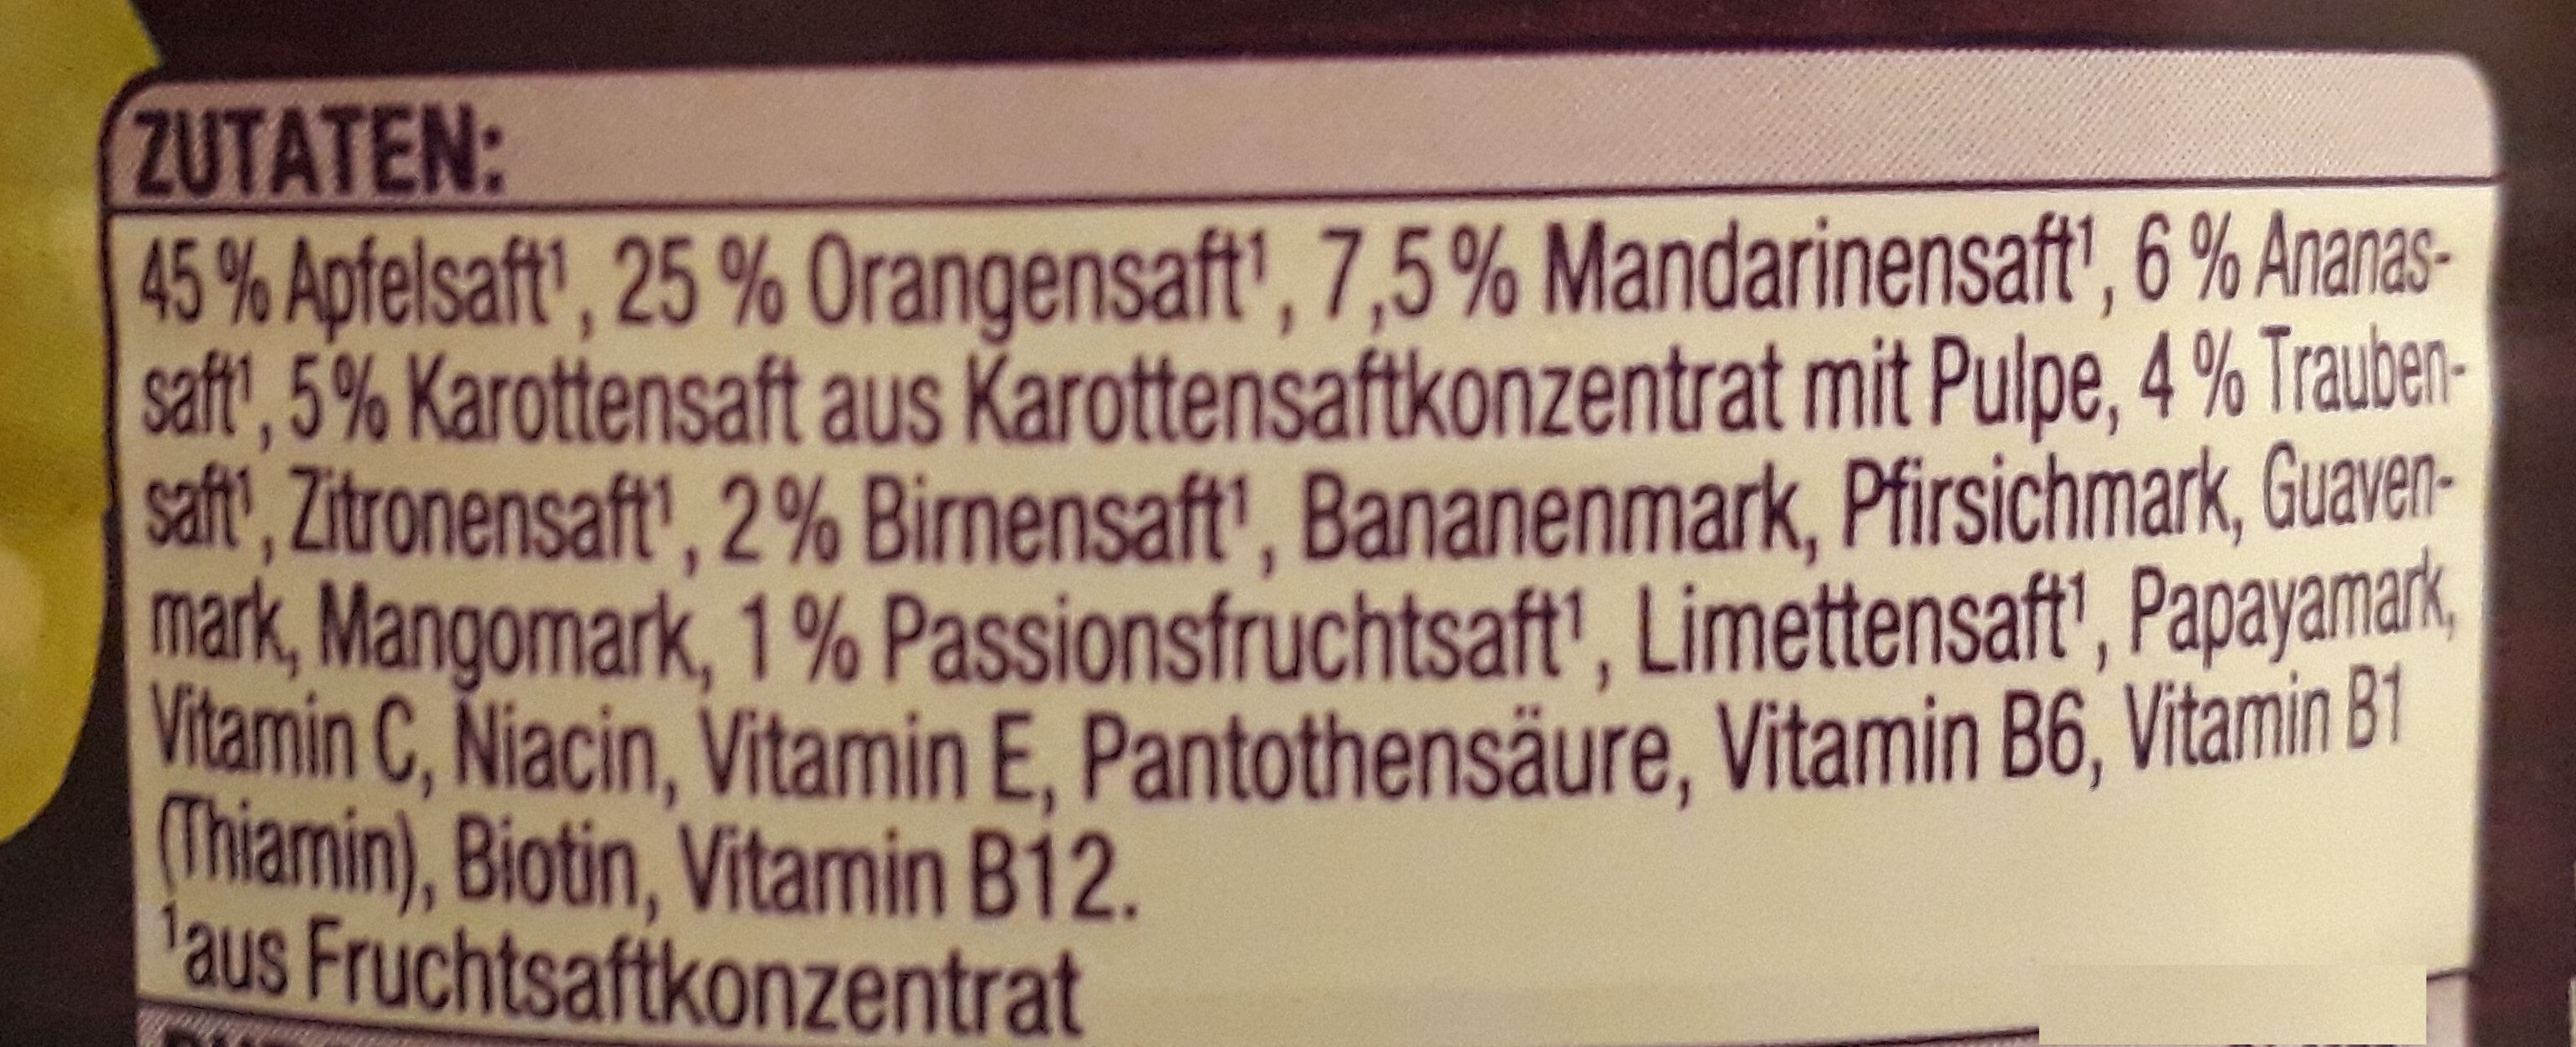 ZUTATEN:
45 % Apfelsaft¹, 25 % Orangensaft¹, 7,5 % Mandarinensaft¹, 6 % Ananas-
saft¹, 5 % Karottensaft aus Karottensaftkonzentrat mit Pulpe, 4 % Trauben-
saft¹, Zitronensaft¹, 2 % Birnensaft¹, Bananenmark, Pfirsichmark, Guaven-
mark, Mangomark, 1 % Passionsfruchtsaft¹, Limettensaft¹, Papayamark,
Vitamin C, Niacin, Vitamin E, Pantothensäure, Vitamin B6, Vitamin B1
(Thiamin), Biotin, Vitamin B12.
¹aus Fruchtsaftkonzentrat